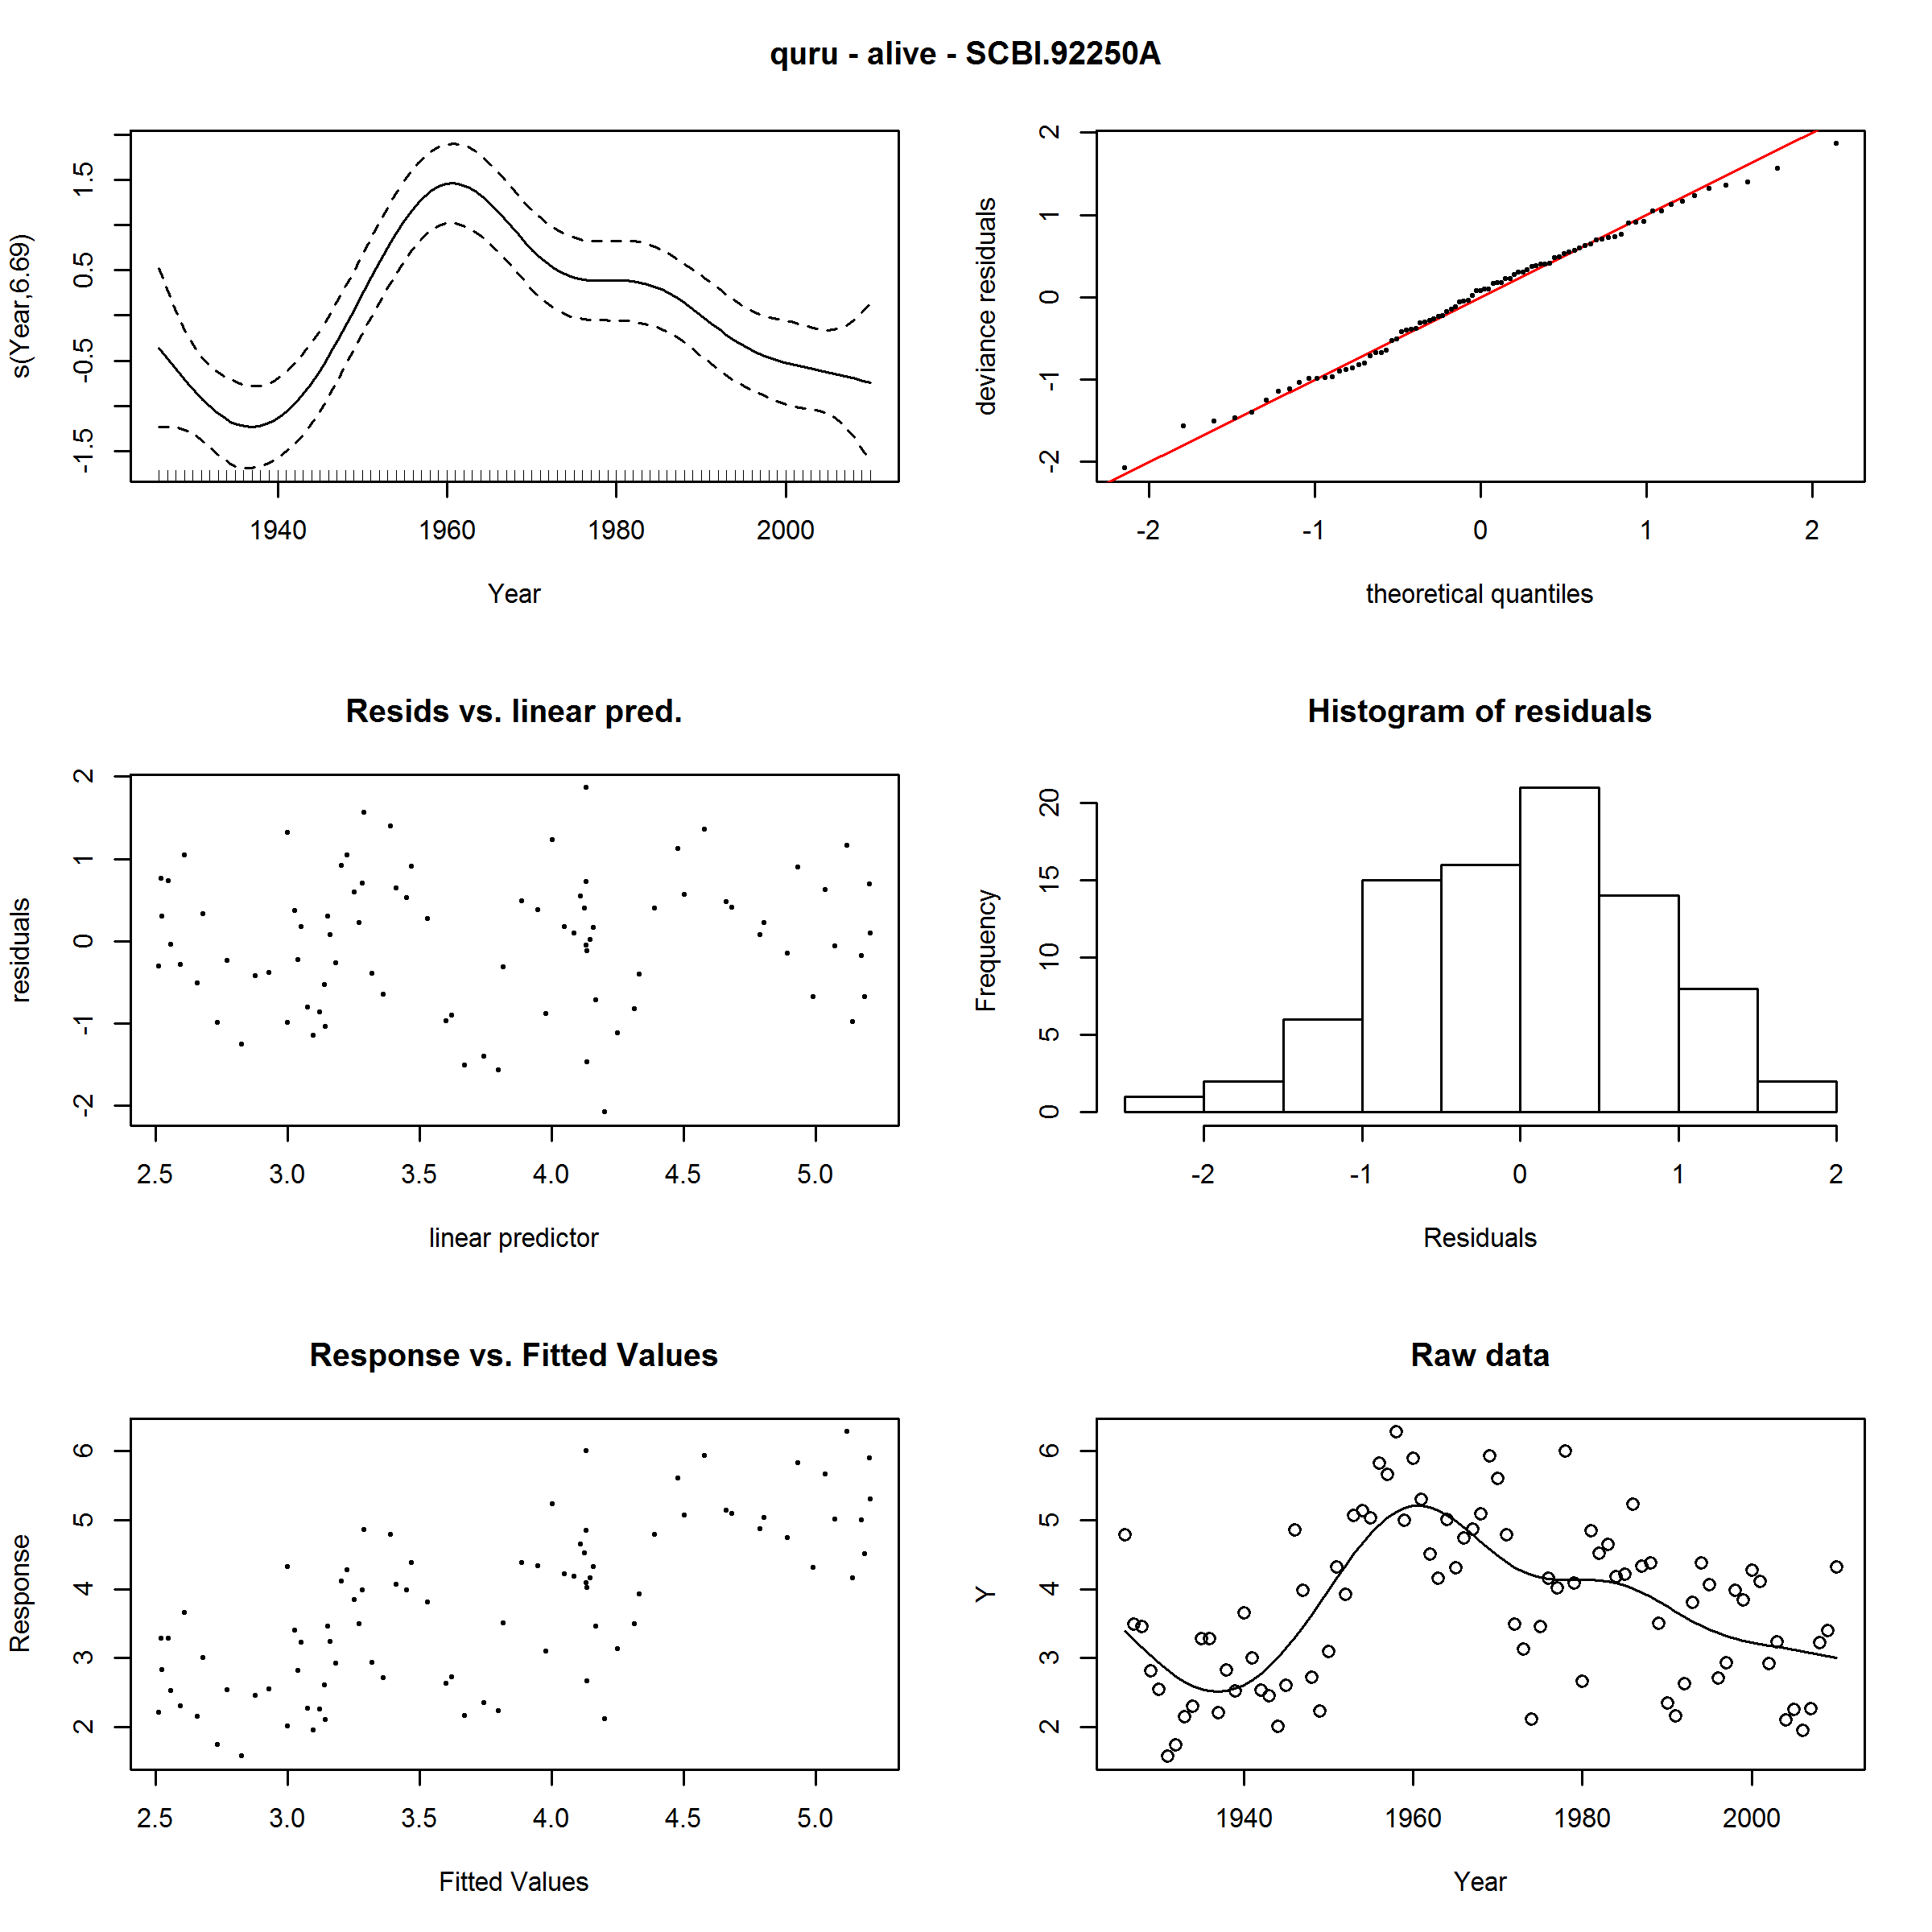 quru - alive - SCBI.92250A
s(Year,6.69)
-1.5 -0.5 0.5 1.5
1940 1960 1980 2000
Year
deviance residuals
-2 -1 0 1 2
-2 -1 0 1 2
theoretical quantiles
Resids vs. linear pred.
residuals
-2 -1 0 1 2
2.5 3.0 3.5 4.0 4.5 5.0
linear predictor
Histogram of residuals
Frequency
0 5 10 15 20
-2 -1 0 1 2
Residuals
Response vs. Fitted Values
Response
2 3 4 5 6
2.5 3.0 3.5 4.0 4.5 5.0
Fitted Values
Raw data
Y
2 3 4 5 6
1940 1960 1980 2000
Year